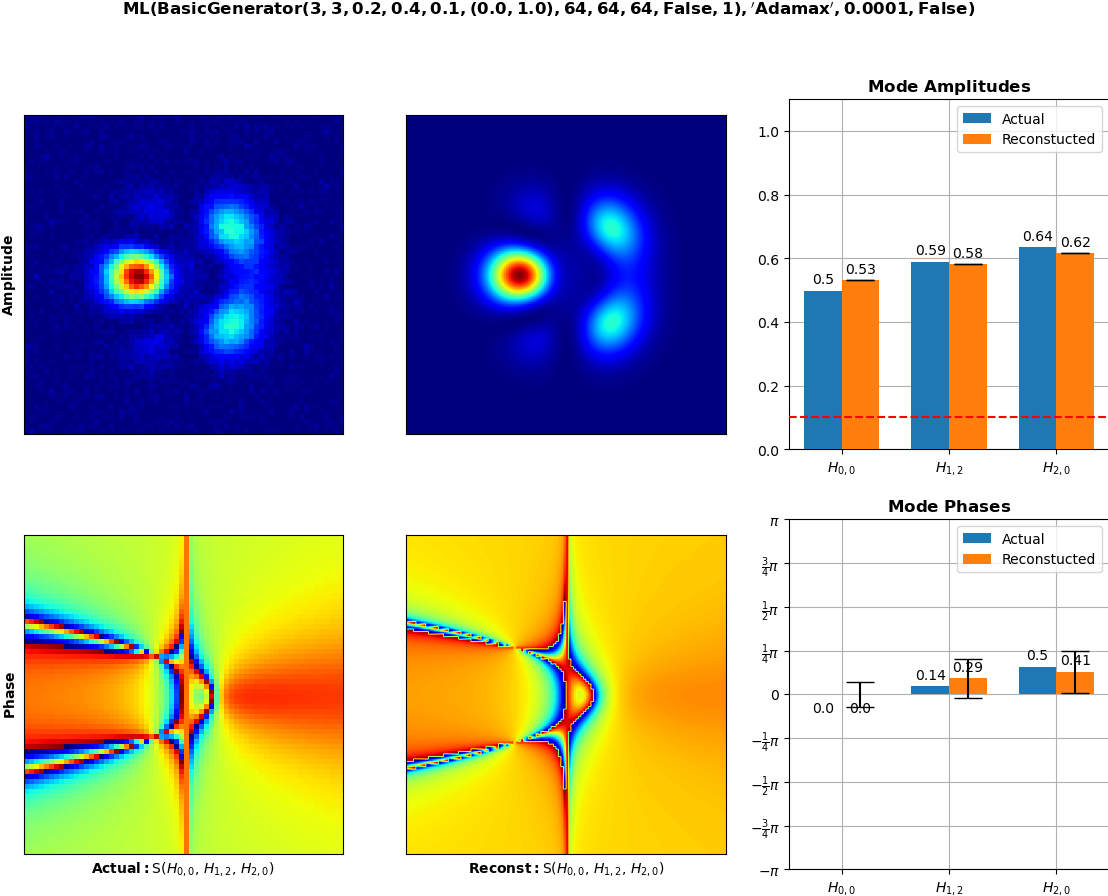 ML(BasicGenerator(3, 3, 0.2, 0.4, 0.1, (0.0, 1.0), 64, 64, 64, False, 1), ′Adamax′, 0.0001, False)
Mode Amplitudes
Actual
Reconstucted
1.0
0.8
0.6
0.4
0.2
0.0
0.5
0.53
0.59
0.58
0.64
0.62
H0,0
H1,2
H2,0
Amplitude
Mode Phases
Actual
Reconstucted
π
3/4π
1/2π
1/4π
0
−1/4π
−1/2π
−3/4π
−π
0.0
0.0
0.14
0.29
0.5
0.41
H0,0
H1,2
H2,0
Phase
Actual: S(H0,0, H1,2, H2,0)
Reconst: S(H0,0, H1,2, H2,0)